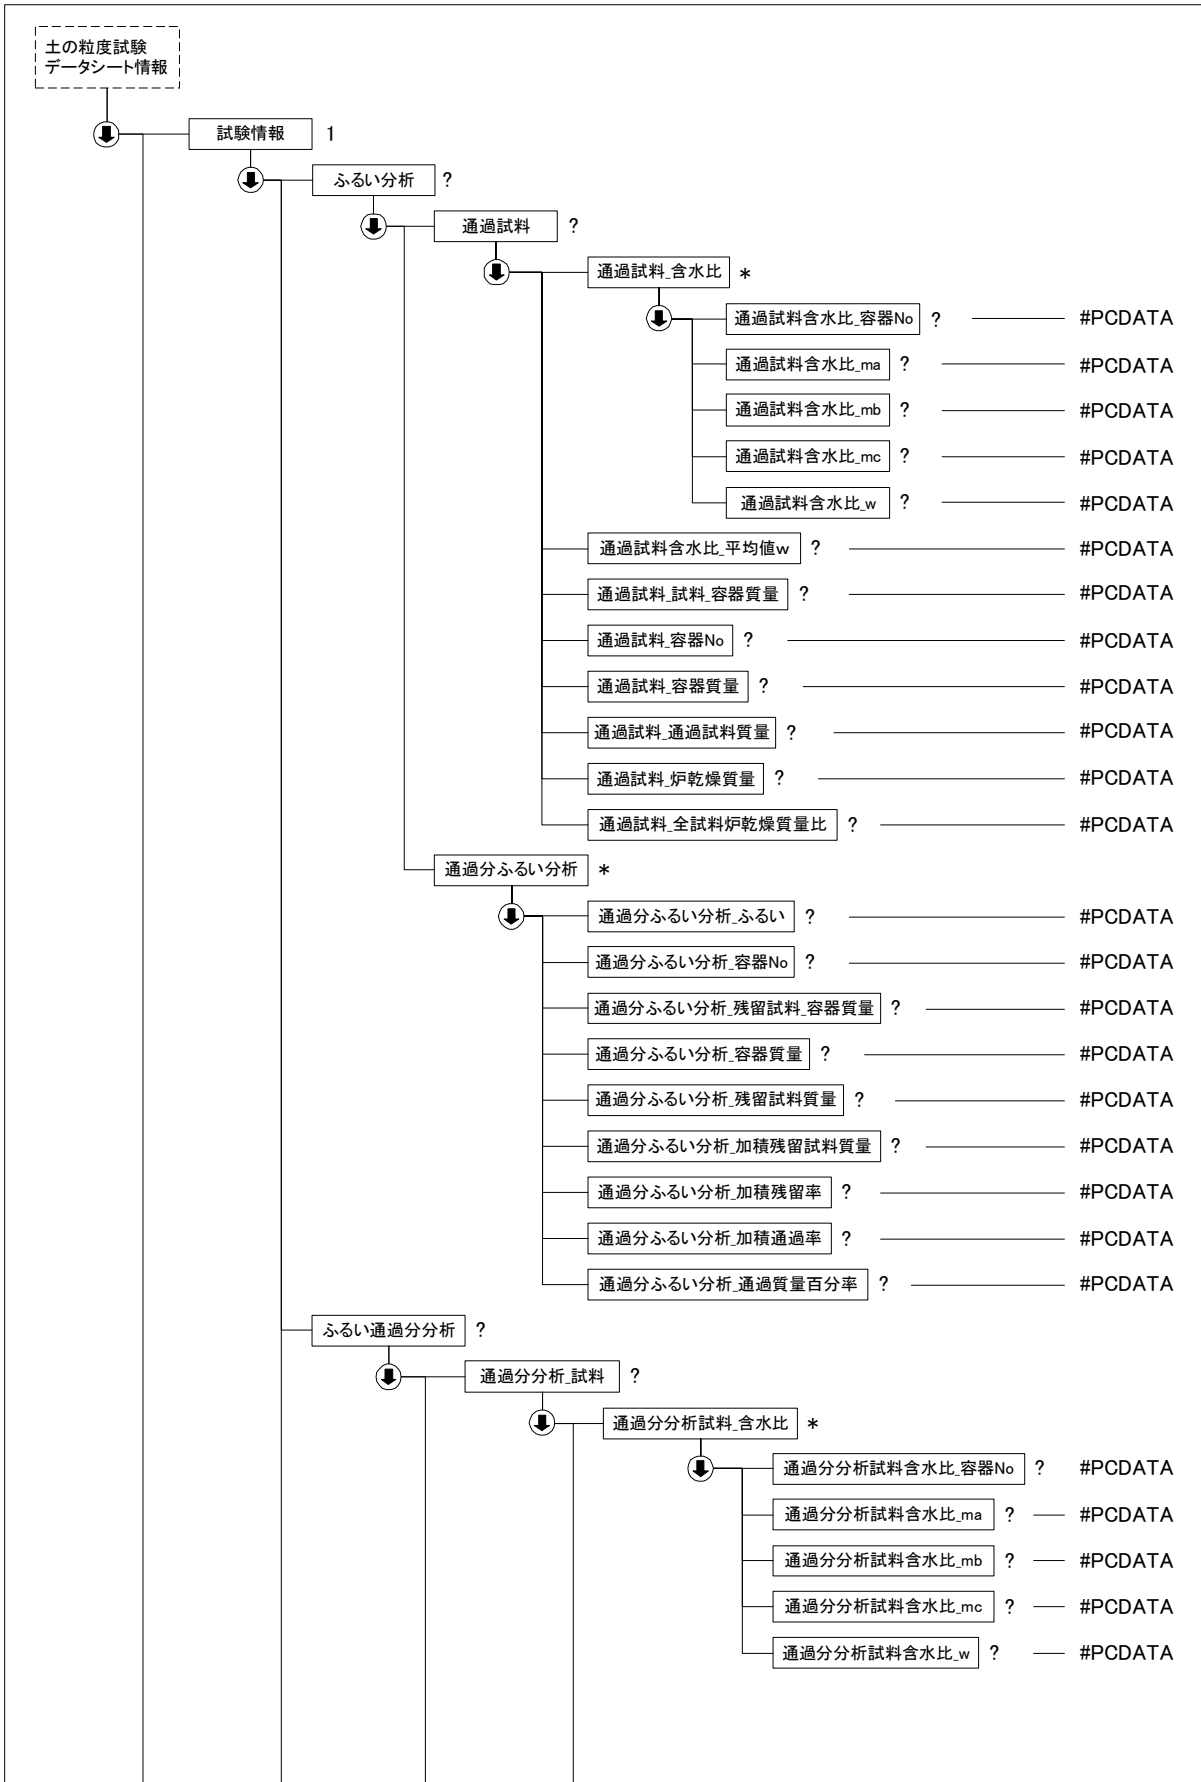 土の粒度試験
データシート情報
試験情報 1
ふるい分析 ?
通過試料 ?
通過試料_含水比 *
通過試料含水比_容器No ? #PCDATA
通過試料含水比_ma ? #PCDATA
通過試料含水比_mb ? #PCDATA
通過試料含水比_mc ? #PCDATA
通過試料含水比_w ? #PCDATA
通過試料含水比_平均値w ? #PCDATA
通過試料_試料_容器質量 ? #PCDATA
通過試料_容器No ? #PCDATA
通過試料_容器質量 ? #PCDATA
通過試料_通過試料質量 ? #PCDATA
通過試料_炉乾燥質量 ? #PCDATA
通過試料_全試料炉乾燥質量比 ? #PCDATA
通過分ふるい分析 *
通過分ふるい分析_ふるい ? #PCDATA
通過分ふるい分析_容器No ? #PCDATA
通過分ふるい分析_残留試料_容器質量 ? #PCDATA
通過分ふるい分析_容器質量 ? #PCDATA
通過分ふるい分析_残留試料質量 ? #PCDATA
通過分ふるい分析_加積残留試料質量 ? #PCDATA
通過分ふるい分析_加積残留率 ? #PCDATA
通過分ふるい分析_加積通過率 ? #PCDATA
通過分ふるい分析_通過質量百分率 ? #PCDATA
ふるい通過分分析 ?
通過分分析_試料 ?
通過分分析試料_含水比 *
通過分分析試料含水比_容器No ? #PCDATA
通過分分析試料含水比_ma ? #PCDATA
通過分分析試料含水比_mb ? #PCDATA
通過分分析試料含水比_mc ? #PCDATA
通過分分析試料含水比_w ? #PCDATA